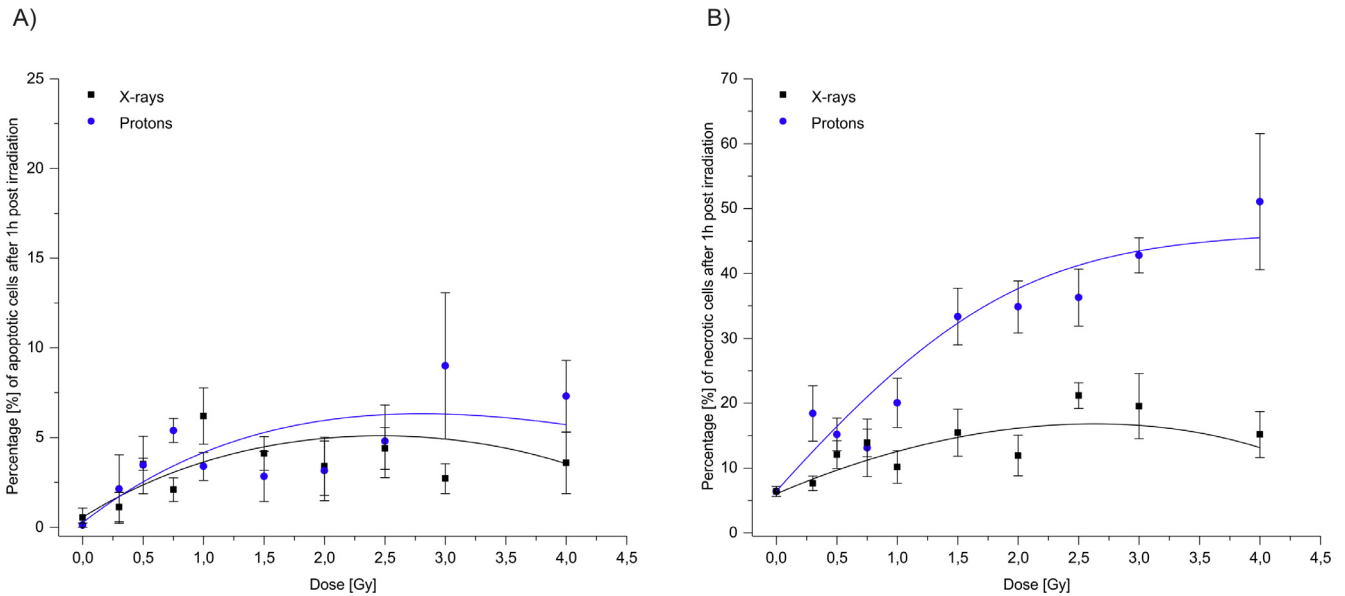 A)
Percentage [%] of apoptotic cells after 1h post irradiation
25
20
15
10
5
0
X-rays
Protons
0,0 0,5 1,0 1,5 2,0 2,5 3,0 3,5 4,0 4,5
Dose [Gy]
B)
Percentage [%] of necrotic cells after 1h post irradiation
70
60
50
40
30
20
10
0
X-rays
Protons
0,0 0,5 1,0 1,5 2,0 2,5 3,0 3,5 4,0 4,5
Dose [Gy]